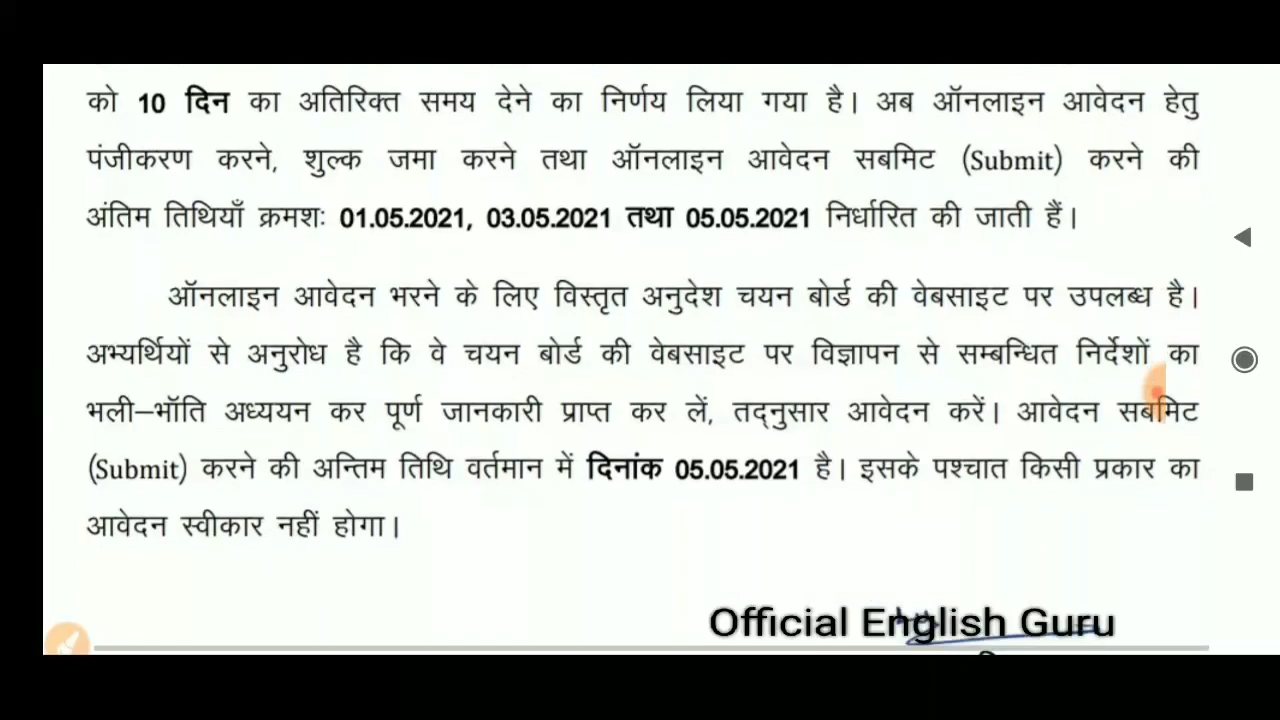 को 10 दिन का अतिरिक्त समय देने का निर्णय लिया गया है। अब ऑनलाइन आवेदन हेतु
पंजीकरण करने, शुल्क जमा करने तथा ऑनलाइन आवेदन सबमिट (Submit) करने की
अंतिम तिथियाँ क्रमशः 01.05.2021, 03.05.2021 तथा 05.05.2021 निर्धारित की जाती हैं।
ऑनलाइन आवेदन भरने के लिए विस्तृत अनुदेश चयन बोर्ड की वेबसाइट पर उपलब्ध है।
अभ्यर्थियों से अनुरोध है कि वे चयन बोर्ड की वेबसाइट पर विज्ञापन से सम्बन्धित निर्देशों का
भली–भॉति अध्ययन कर पूर्ण जानकारी प्राप्त कर लें, तद्नुसार आवेदन करें। आवेदन सबमिट
(Submit) करने की अन्तिम तिथि वर्तमान में दिनांक 05.05.2021 है। इसके पश्चात किसी प्रकार का
आवेदन स्वीकार नहीं होगा।
Official English Guru